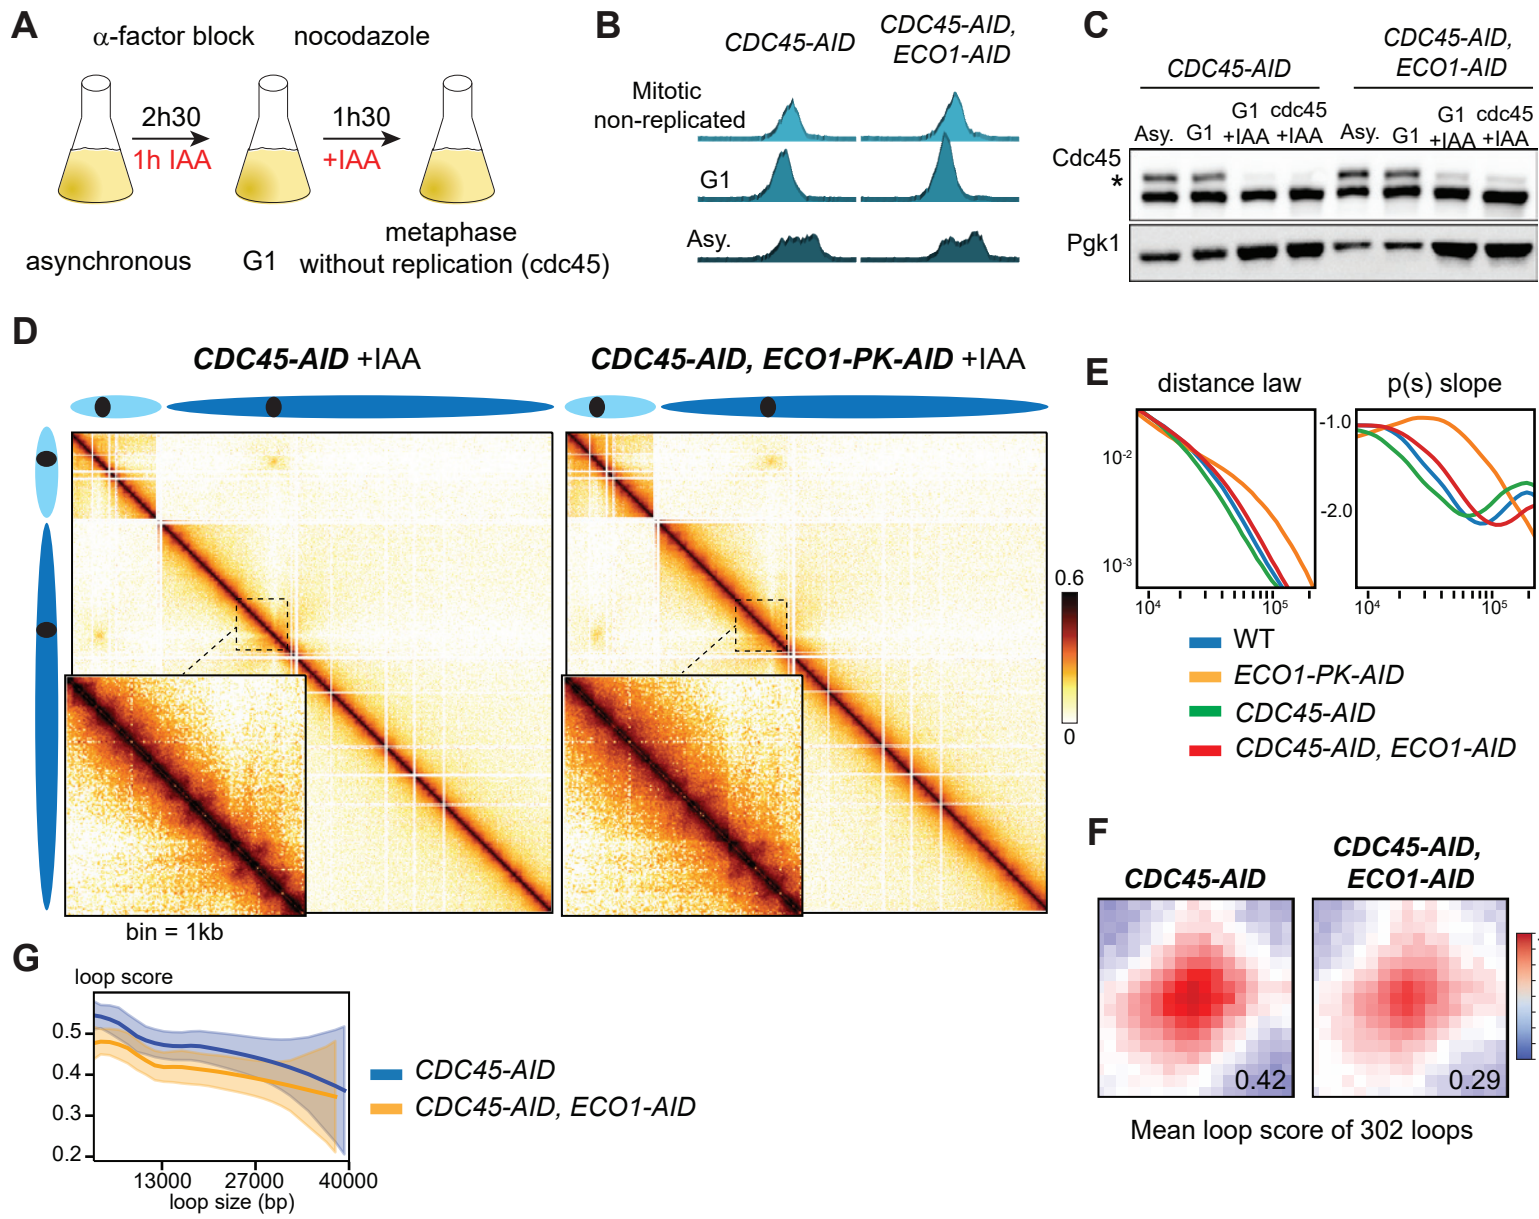 A
α-factor block
nocodazole
2h30
1h30
1h IAA
+IAA
asynchronous
G1
metaphase
without replication (cdc45)
B
CDC45-AID
CDC45-AID,
ECO1-AID
Mitotic
non-replicated
G1
Asy.
C
CDC45-AID
CDC45-AID,
ECO1-AID
Asy.
G1
G1
+IAA
cdc45
+IAA
Asy.
G1
G1
+IAA
cdc45
+IAA
Cdc45
*
Pgk1
D
CDC45-AID +IAA
CDC45-AID, ECO1-PK-AID +IAA
0.6
0
bin = 1kb
E
distance law
p(s) slope
10-2
10-3
104
105
-1.0
-2.0
104
105
WT
ECO1-PK-AID
CDC45-AID
CDC45-AID, ECO1-AID
F
CDC45-AID
CDC45-AID,
ECO1-AID
0.42
0.29
Mean loop score of 302 loops
G
loop score
0.5
0.4
0.3
0.2
13000
27000
40000
loop size (bp)
CDC45-AID
CDC45-AID, ECO1-AID